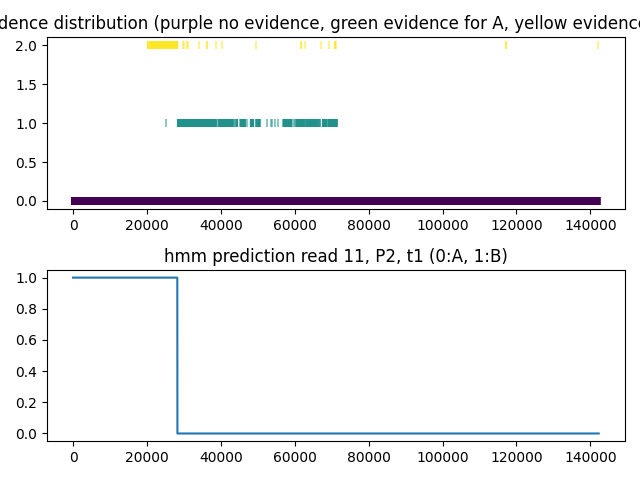 dence distribution (purple no evidence, green evidence for A, yellow evidence
2.0
1.5
1.0
0.5
0.0
0 20000 40000 60000 80000 100000 120000 140000
hmm prediction read 11, P2, t1 (0:A, 1:B)
1.0
0.8
0.6
0.4
0.2
0.0
0 20000 40000 60000 80000 100000 120000 140000